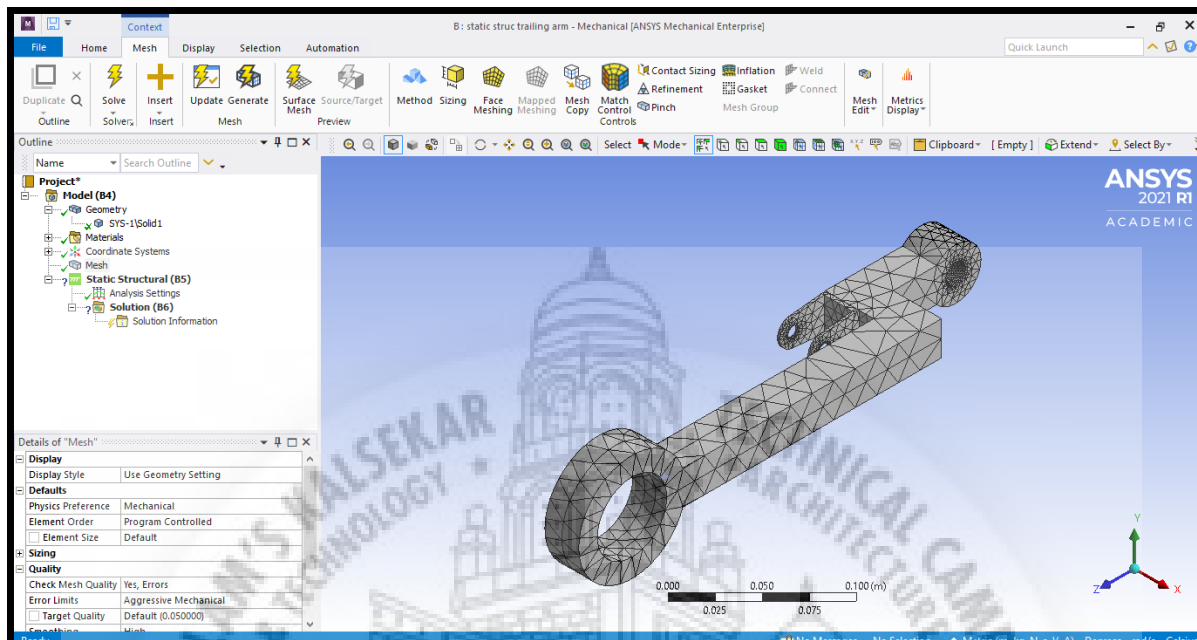 B : static struc trailing arm - Mechanical [ANSYS Mechanical Enterprise]
Context
File Home Mesh Display Selection Automation
Quick Launch
Duplicate
Outline
Solve
Solvers
Insert
Insert
Update Generate
Mesh
Surface Mesh Source/Target
Preview
Method Sizing Face Meshing Mapped Meshing Mesh Copy Match Control
Contact Sizing Inflation Weld
Refinement Gasket Connect
Pinch Mesh Group
Controls
Mesh Edit Metrics Display
Outline
Name Search Outline
Select Mode Clipboard [ Empty ] Extend Select By
Project*
Model (B4)
Geometry
SYS-1\Solid1
Materials
Coordinate Systems
Mesh
Static Structural (B5)
Analysis Settings
Solution (B6)
Solution Information
ANSYS
2021 R1
ACADEMIC
Details of "Mesh"
Display
Display Style Use Geometry Setting
Defaults
Physics Preference Mechanical
Element Order Program Controlled
Element Size Default
Sizing
Quality
Check Mesh Quality Yes, Errors
Error Limits Aggressive Mechanical
Target Quality Default (0.050000)
Smoothing High
0.000 0.050 0.100 (m)
0.025 0.075
Y
Z X
KALSEKAR TECHNICAL
TECHNOLOGY ARCHITECTURE
Ready